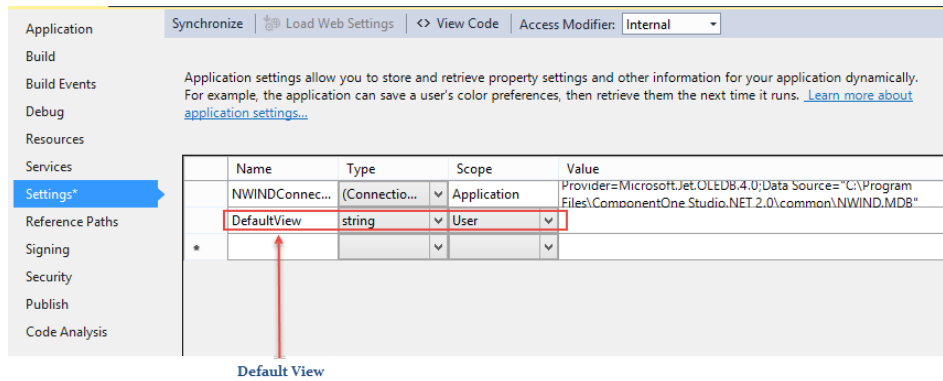 Application
Build
Build Events
Debug
Resources
Services
Settings*
Reference Paths
Signing
Security
Publish
Code Analysis
Synchronize Load Web Settings <> View Code Access Modifier: Internal
Application settings allow you to store and retrieve property settings and other information for your application dynamically.
For example, the application can save a user's color preferences, then retrieve them the next time it runs. Learn more about
application settings...
Name Type Scope Value
NWINDConnec... (Connectio... Application Provider=Microsoft.Jet.OLEDB.4.0;Data Source="C:\Program
Files\ComponentOne Studio.NET 2.0\common\NWIND.MDB"
DefaultView string User
*
Default View